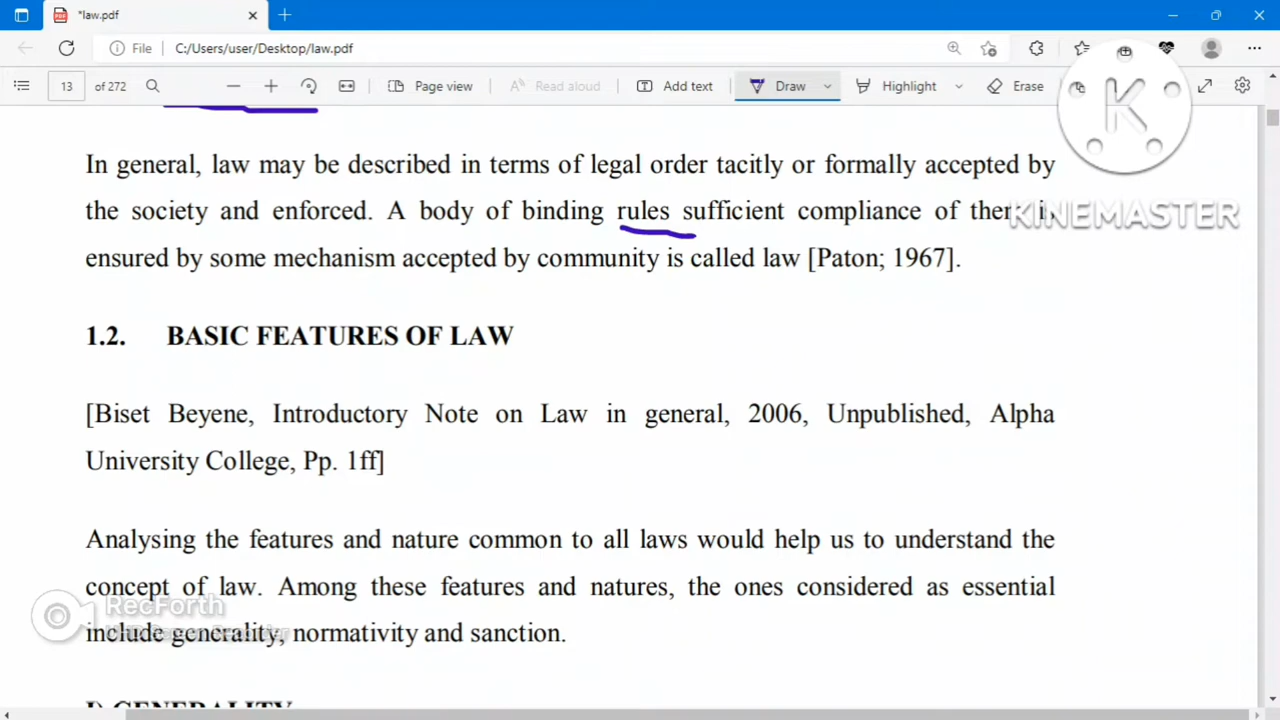 *law.pdf
File C:/Users/user/Desktop/law.pdf
13 of 272 Page view Read aloud Add text Draw Highlight Erase
In general, law may be described in terms of legal order tacitly or formally accepted by
the society and enforced. A body of binding rules sufficient compliance of them is
KINEMASTER
ensured by some mechanism accepted by community is called law [Paton; 1967].
1.2. BASIC FEATURES OF LAW
[Biset Beyene, Introductory Note on Law in general, 2006, Unpublished, Alpha
University College, Pp. 1ff]
Analysing the features and nature common to all laws would help us to understand the
concept of law. Among these features and natures, the ones considered as essential
RecForth
include generality, normativity and sanction.
I) GENERALITY